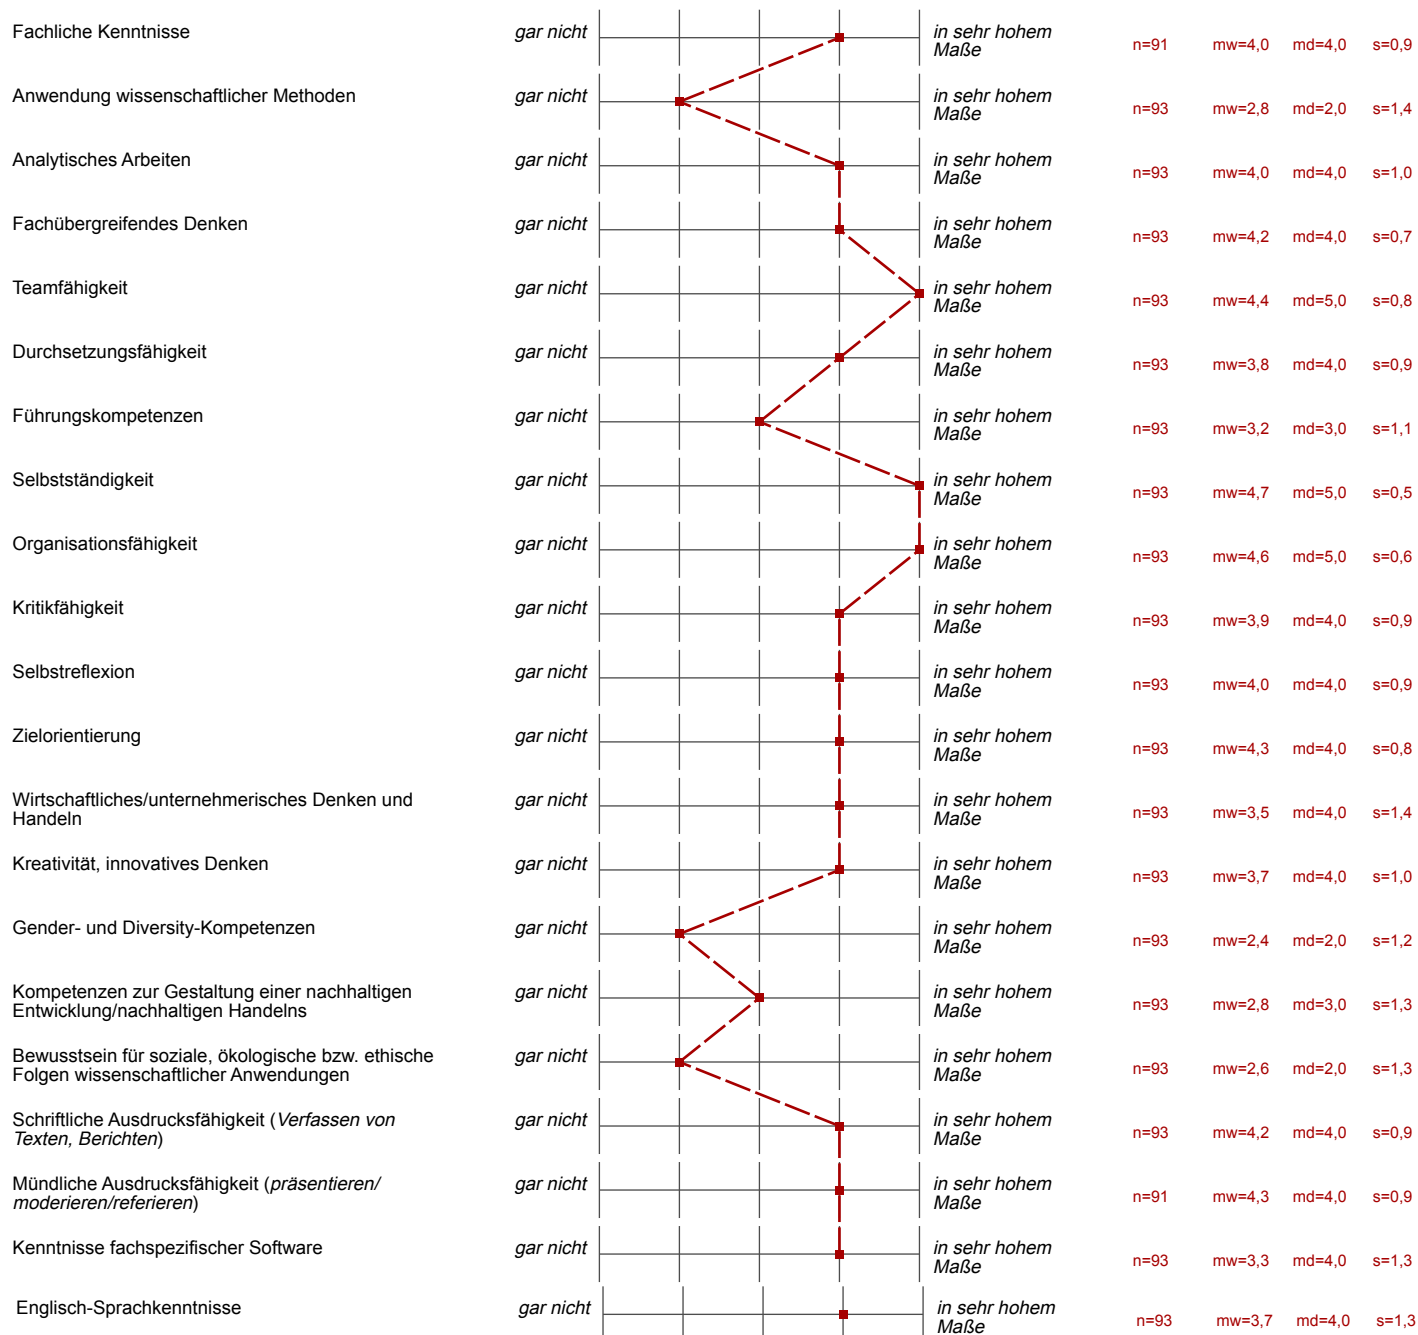 Fachliche Kenntnisse gar nicht in sehr hohem
Maße n=91 mw=4,0 md=4,0 s=0,9
Anwendung wissenschaftlicher Methoden gar nicht in sehr hohem
Maße n=93 mw=2,8 md=2,0 s=1,4
Analytisches Arbeiten gar nicht in sehr hohem
Maße n=93 mw=4,0 md=4,0 s=1,0
Fachübergreifendes Denken gar nicht in sehr hohem
Maße n=93 mw=4,2 md=4,0 s=0,7
Teamfähigkeit gar nicht in sehr hohem
Maße n=93 mw=4,4 md=5,0 s=0,8
Durchsetzungsfähigkeit gar nicht in sehr hohem
Maße n=93 mw=3,8 md=4,0 s=0,9
Führungskompetenzen gar nicht in sehr hohem
Maße n=93 mw=3,2 md=3,0 s=1,1
Selbstständigkeit gar nicht in sehr hohem
Maße n=93 mw=4,7 md=5,0 s=0,5
Organisationsfähigkeit gar nicht in sehr hohem
Maße n=93 mw=4,6 md=5,0 s=0,6
Kritikfähigkeit gar nicht in sehr hohem
Maße n=93 mw=3,9 md=4,0 s=0,9
Selbstreflexion gar nicht in sehr hohem
Maße n=93 mw=4,0 md=4,0 s=0,9
Zielorientierung gar nicht in sehr hohem
Maße n=93 mw=4,3 md=4,0 s=0,8
Wirtschaftliches/unternehmerisches Denken und gar nicht in sehr hohem
Handeln Maße n=93 mw=3,5 md=4,0 s=1,4
Kreativität, innovatives Denken gar nicht in sehr hohem
Maße n=93 mw=3,7 md=4,0 s=1,0
Gender- und Diversity-Kompetenzen gar nicht in sehr hohem
Maße n=93 mw=2,4 md=2,0 s=1,2
Kompetenzen zur Gestaltung einer nachhaltigen gar nicht in sehr hohem
Entwicklung/nachhaltigen Handelns Maße n=93 mw=2,8 md=3,0 s=1,3
Bewusstsein für soziale, ökologische bzw. ethische gar nicht in sehr hohem
Folgen wissenschaftlicher Anwendungen Maße n=93 mw=2,6 md=2,0 s=1,3
Schriftliche Ausdrucksfähigkeit (Verfassen von gar nicht in sehr hohem
Texten, Berichten) Maße n=93 mw=4,2 md=4,0 s=0,9
Mündliche Ausdrucksfähigkeit (präsentieren/ gar nicht in sehr hohem
moderieren/referieren) Maße n=91 mw=4,3 md=4,0 s=0,9
Kenntnisse fachspezifischer Software gar nicht in sehr hohem
Maße n=93 mw=3,3 md=4,0 s=1,3
Englisch-Sprachkenntnisse gar nicht in sehr hohem
Maße n=93 mw=3,7 md=4,0 s=1,3